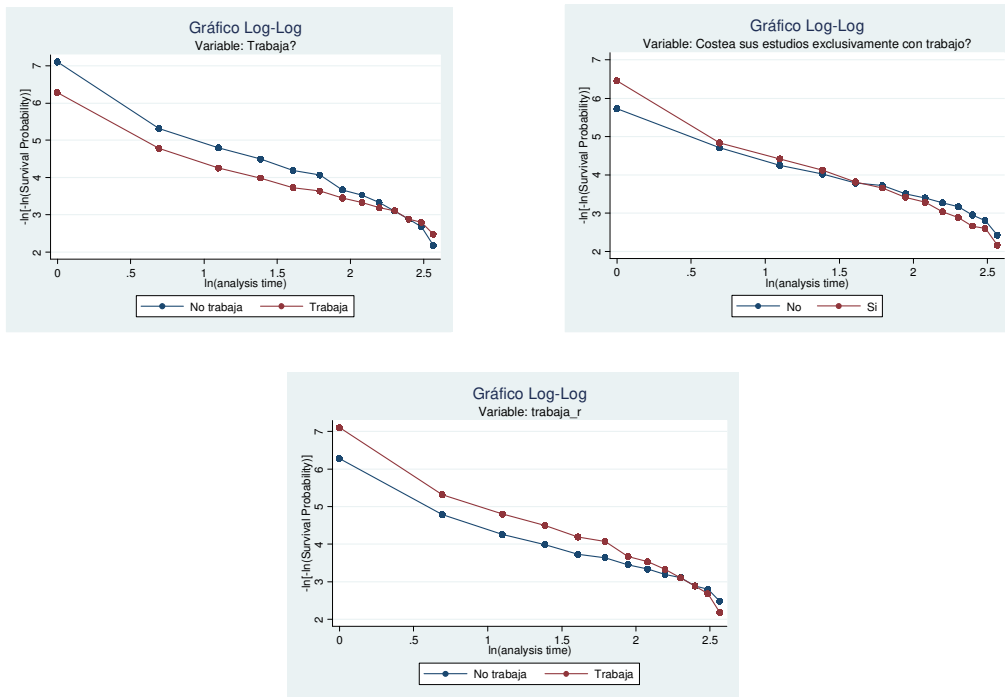 Gráfico Log-Log
Variable: Trabaja?
-ln[-ln(Survival Probability)]
7
6
5
4
3
2
0
.5
1
1.5
2
2.5
ln(analysis time)
No trabaja
Trabaja
Gráfico Log-Log
Variable: Costea sus estudios exclusivamente con trabajo?
-ln[-ln(Survival Probability)]
7
6
5
4
3
2
0
.5
1
1.5
2
2.5
ln(analysis time)
No
Si
Gráfico Log-Log
Variable: trabaja_r
-ln[-ln(Survival Probability)]
7
6
5
4
3
2
0
.5
1
1.5
2
2.5
ln(analysis time)
No trabaja
Trabaja